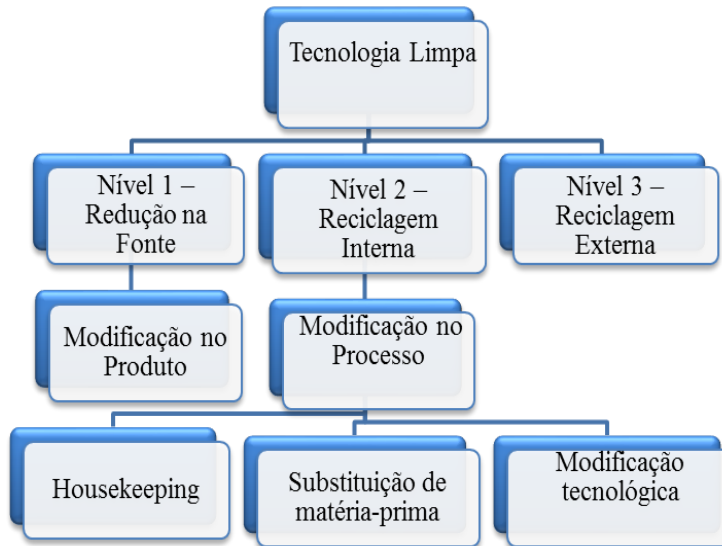 Tecnologia Limpa
Nível 1 –
Redução na
Fonte
Nível 2 –
Reciclagem
Interna
Nível 3 –
Reciclagem
Externa
Modificação no
Produto
Modificação no
Processo
Housekeeping
Substituição de
matéria-prima
Modificação
tecnológica